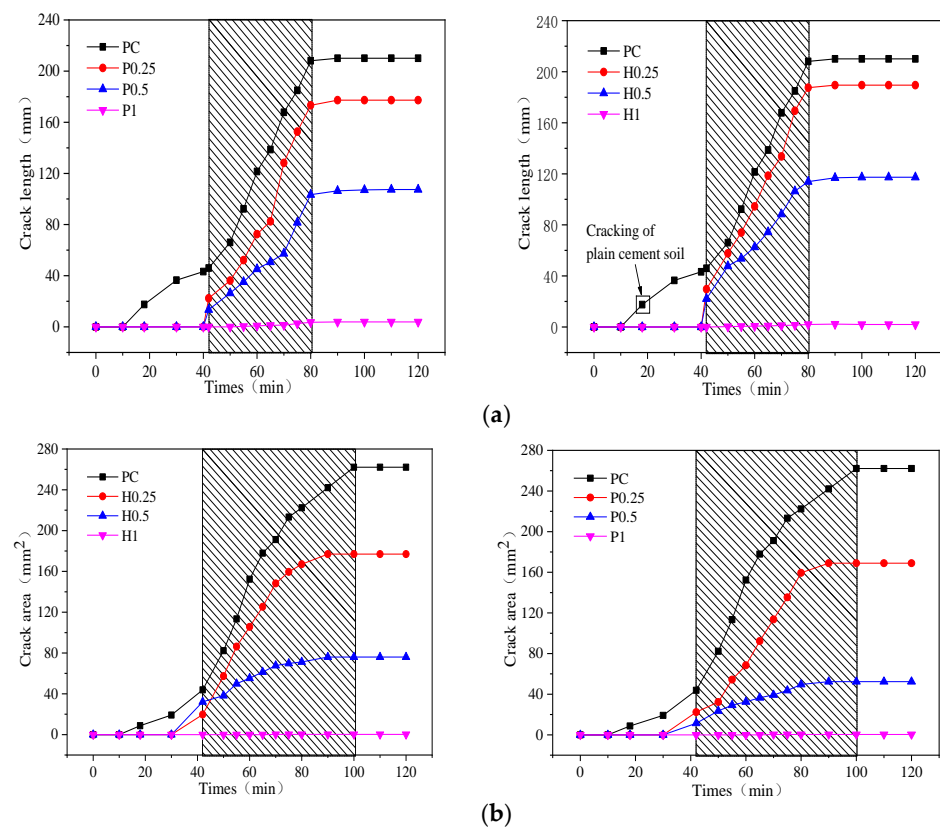 240
200
160
120
80
40
0
Crack length (mm)
PC
P0.25
P0.5
P1
0 20 40 60 80 100 120
Times (min)
240
200
160
120
80
40
0
Crack length (mm)
PC
H0.25
H0.5
H1
Cracking of
plain cement soil
0 20 40 60 80 100 120
Times (min)
(a)
280
240
200
160
120
80
40
0
Crack area (mm²)
PC
H0.25
H0.5
H1
0 20 40 60 80 100 120
Times (min)
280
240
200
160
120
80
40
0
Crack area (mm²)
PC
P0.25
P0.5
P1
0 20 40 60 80 100 120
Times (min)
(b)